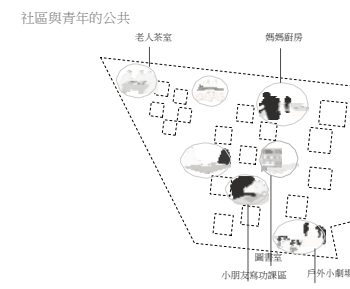 社區與青年的公共
老人茶室
媽媽廚房
圖書室
小朋友寫功課區
戶外小劇場